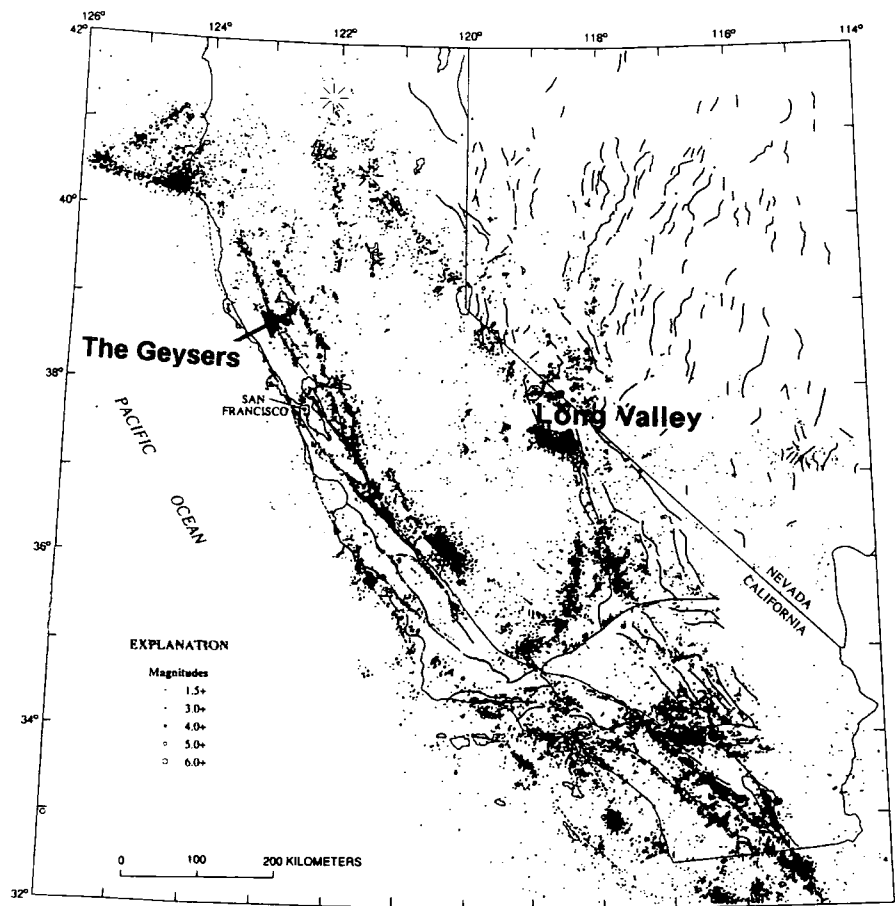 126°
124°
122°
120°
118°
114°
42°
40°
38°
36°
34°
32°
The Geysers
SAN
FRANCISCO
Long Valley
PACIFIC
OCEAN
NEVADA
CALIFORNIA
EXPLANATION
Magnitudes
1.5+
3.0+
4.0+
5.0+
6.0+
0 100 200 KILOMETERS